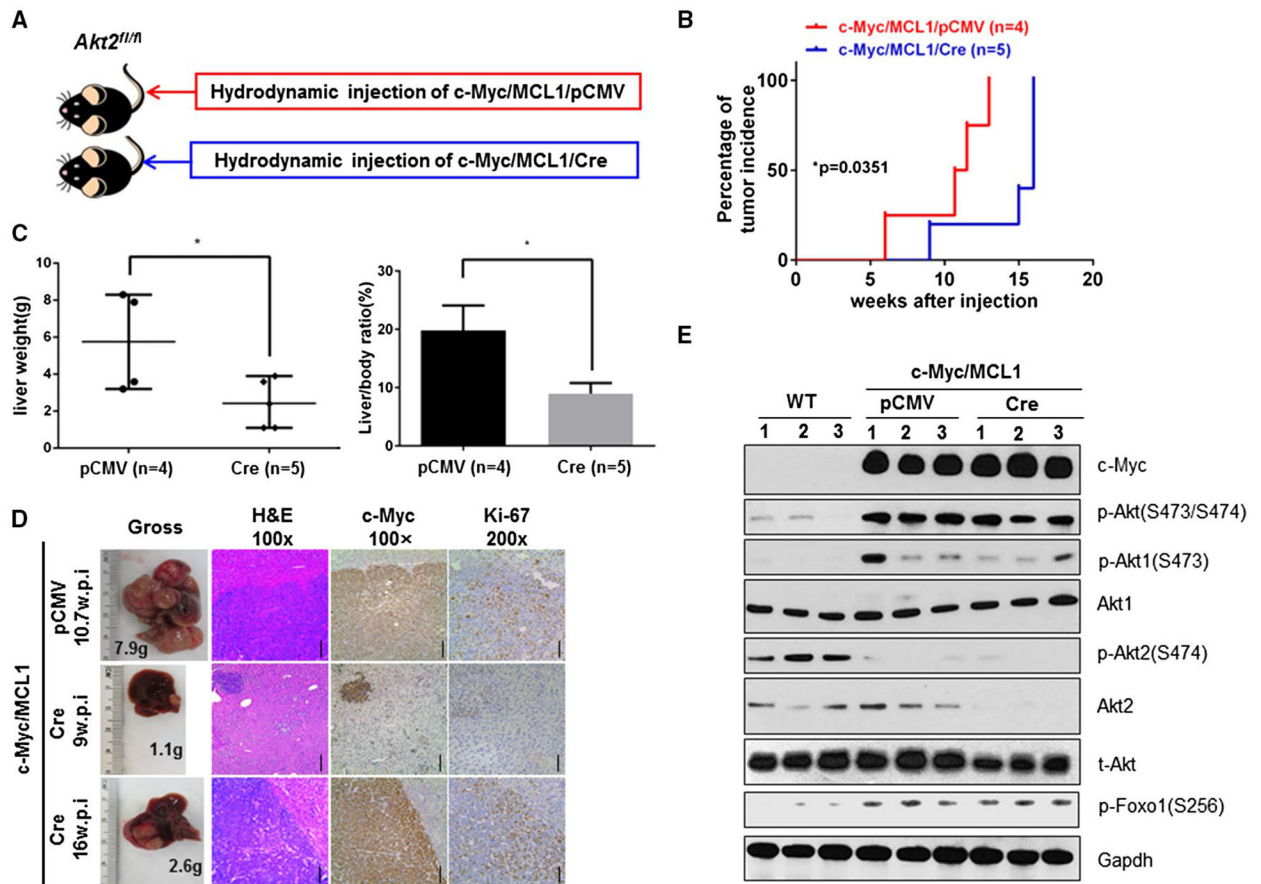 A
Akt2fl/fl
Hydrodynamic injection of c-Myc/MCL1/pCMV
Hydrodynamic injection of c-Myc/MCL1/Cre
B
c-Myc/MCL1/pCMV (n=4)
c-Myc/MCL1/Cre (n=5)
Percentage of
tumor incidence
100
50
0
*p=0.0351
0 5 10 15 20
weeks after injection
C
liver weight(g)
10
8
6
4
2
0
*
pCMV (n=4) Cre (n=5)
Liver/body ratio(%)
30
20
10
0
*
pCMV (n=4) Cre (n=5)
D
Gross H&E c-Myc Ki-67
100x 100× 200x
c-Myc/MCL1
pCMV
10.7w.p.i
7.9g
Cre
9w.p.i
1.1g
Cre
16w.p.i
2.6g
E
c-Myc/MCL1
WT pCMV Cre
1 2 3 1 2 3 1 2 3
c-Myc
p-Akt(S473/S474)
p-Akt1(S473)
Akt1
p-Akt2(S474)
Akt2
t-Akt
p-Foxo1(S256)
Gapdh